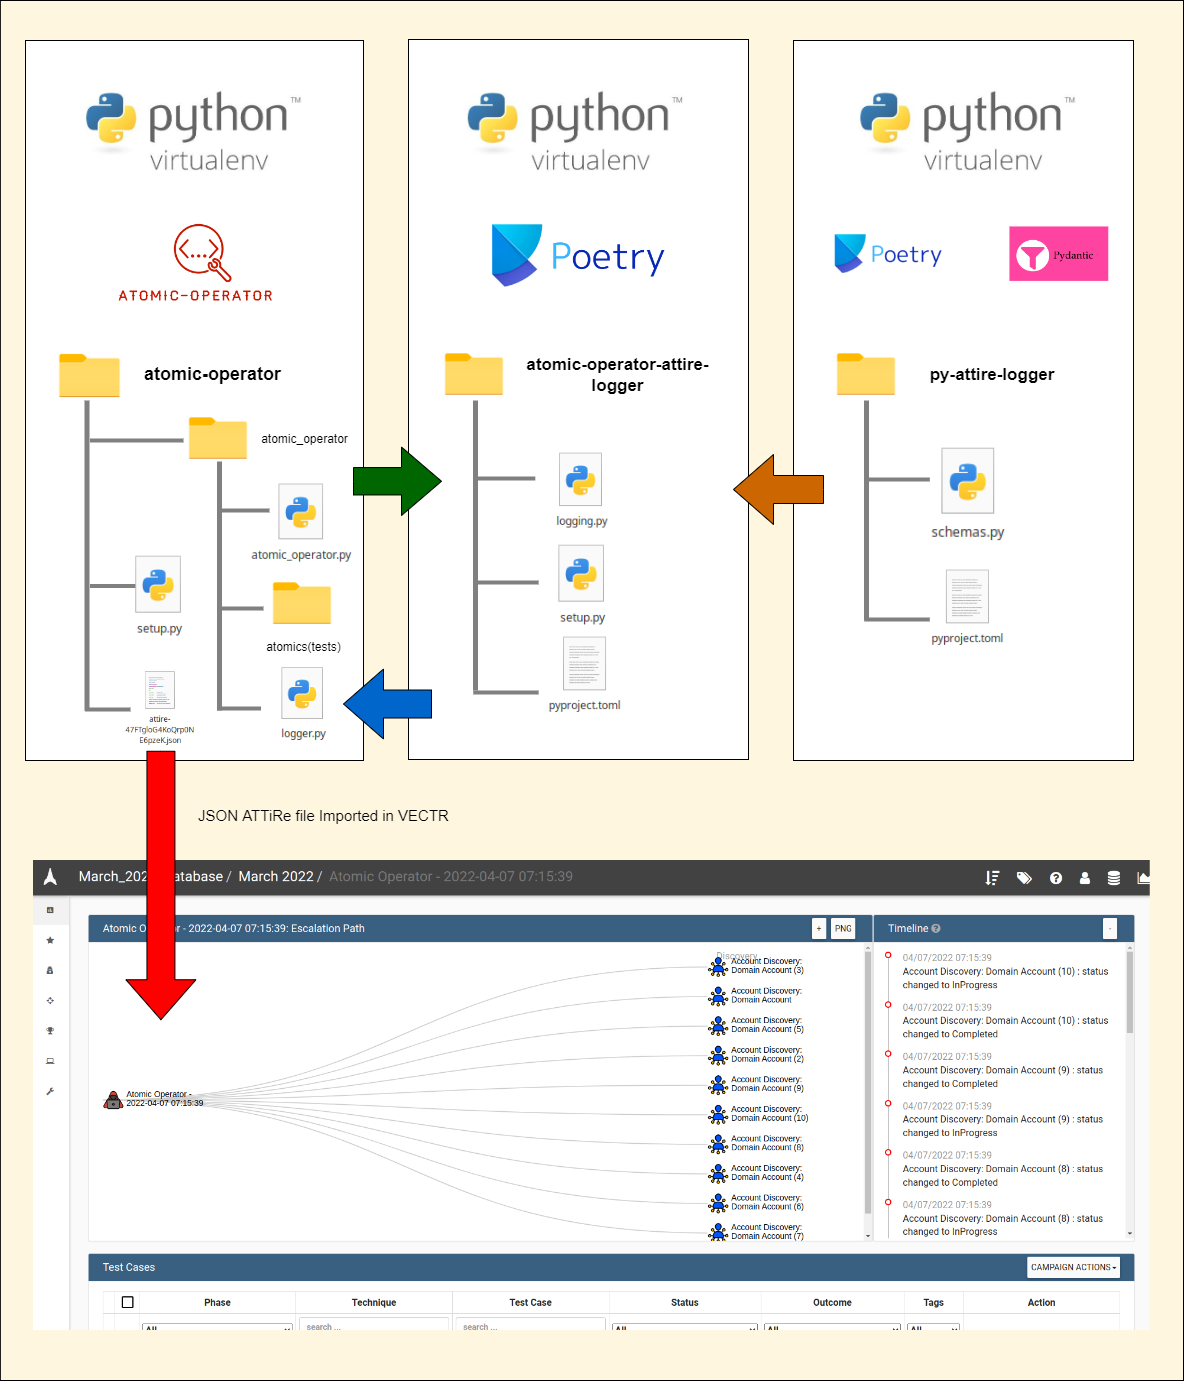 python™
virtualenv
ATOMIC-OPERATOR
atomic-operator
atomic_operator
atomic_operator.py
setup.py
atomics(tests)
attire-
47FTgloG4KoQrp0N
E6pzeK.json
logger.py
python™
virtualenv
Poetry
atomic-operator-attire-
logger
logging.py
setup.py
pyproject.toml
python™
virtualenv
Poetry
Pydantic
py-attire-logger
schemas.py
pyproject.toml
JSON ATTiRe file Imported in VECTR
March_202 atabase / March 2022 / Atomic Operator - 2022-04-07 07:15:39
Atomic O r - 2022-04-07 07:15:39: Escalation Path
+ PNG
Discovery
Account Discovery:
Domain Account (3)
Account Discovery:
Domain Account
Account Discovery:
Domain Account (5)
Account Discovery:
Domain Account (2)
Account Discovery:
Domain Account (9)
Account Discovery:
Domain Account (10)
Account Discovery:
Domain Account (8)
Account Discovery:
Domain Account (4)
Account Discovery:
Domain Account (6)
Account Discovery:
Domain Account (7)
Atomic Operator -
2022-04-07 07:15:39
Timeline
-
04/07/2022 07:15:39
Account Discovery: Domain Account (10) : status
changed to InProgress
04/07/2022 07:15:39
Account Discovery: Domain Account (10) : status
changed to Completed
04/07/2022 07:15:39
Account Discovery: Domain Account (9) : status
changed to Completed
04/07/2022 07:15:39
Account Discovery: Domain Account (9) : status
changed to InProgress
04/07/2022 07:15:39
Account Discovery: Domain Account (8) : status
changed to Completed
04/07/2022 07:15:39
Account Discovery: Domain Account (8) : status
changed to InProgress
Test Cases
CAMPAIGN ACTIONS
Phase Technique Test Case Status Outcome Tags Action
All search ... search ... All All All